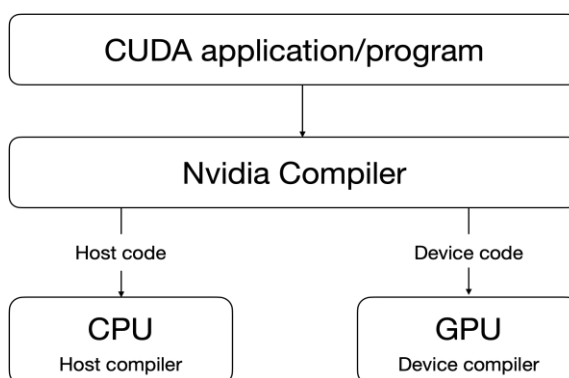 CUDA application/program
Nvidia Compiler
Host code
Device code
CPU
Host compiler
GPU
Device compiler